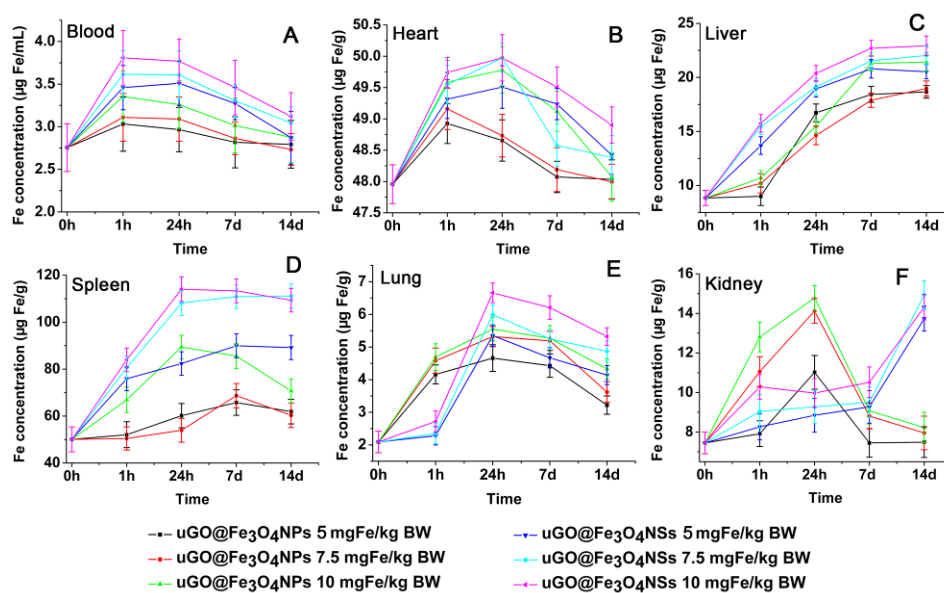 Blood A
Fe concentration (µg Fe/mL)
4.0
3.5
3.0
2.5
2.0
0h 1h 24h 7d 14d
Time
Heart B
Fe concentration (µg Fe/g)
50.5
50.0
49.5
49.0
48.5
48.0
47.5
0h 1h 24h 7d 14d
Time
Liver C
Fe concentration (µg Fe/g)
25
20
15
10
0h 1h 24h 7d 14d
Time
Spleen D
Fe concentration (µg Fe/g)
120
100
80
60
40
0h 1h 24h 7d 14d
Time
Lung E
Fe concentration (µg Fe/g)
7
6
5
4
3
2
1
0h 1h 24h 7d 14d
Time
Kidney F
Fe concentration (µg Fe/g)
16
14
12
10
8
0h 1h 24h 7d 14d
Time
uGO@Fe₃O₄NPs 5 mgFe/kg BW
uGO@Fe₃O₄NPs 7.5 mgFe/kg BW
uGO@Fe₃O₄NPs 10 mgFe/kg BW
uGO@Fe₃O₄NSs 5 mgFe/kg BW
uGO@Fe₃O₄NSs 7.5 mgFe/kg BW
uGO@Fe₃O₄NSs 10 mgFe/kg BW